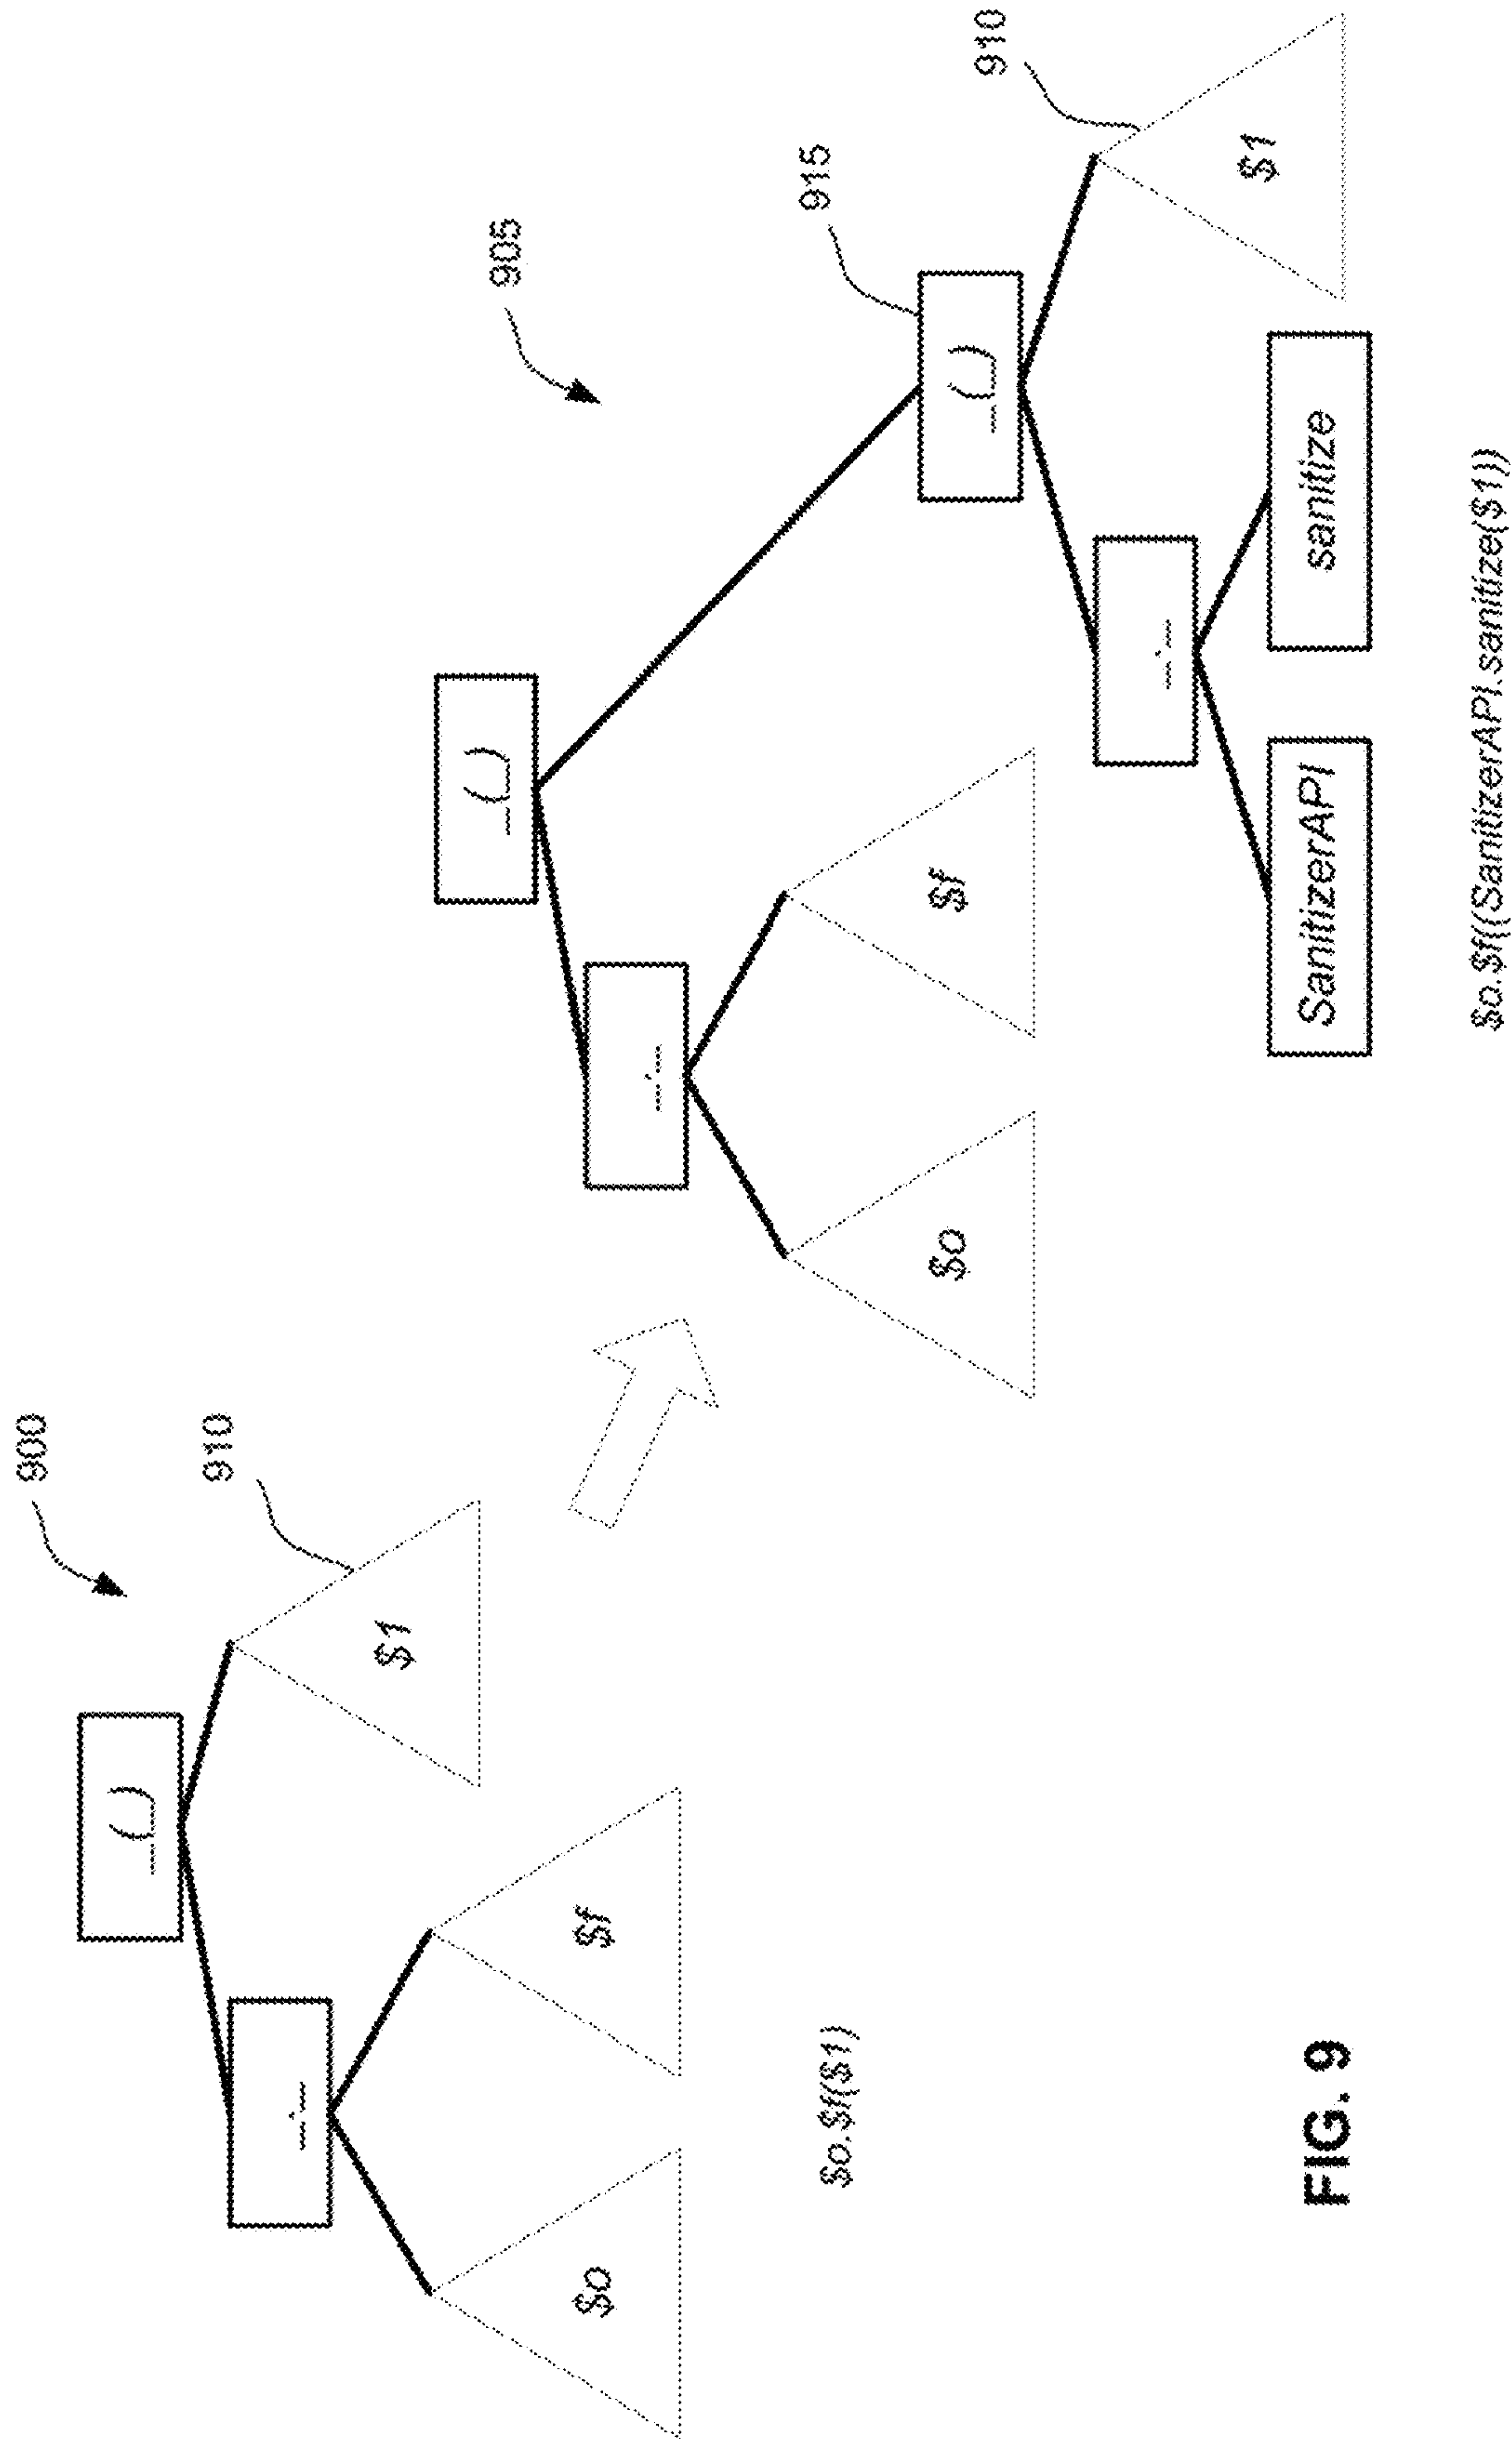 900
_(_)
910
_._
$1
$o
$f
$o.$f($1)
905
_(_)
_._
915
$o
$f
_(_)
910
_._
$1
SanitizerAPI
sanitize
$o.$f((SanitizerAPI.sanitize($1))
FIG. 9